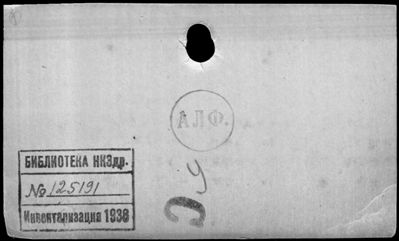 АЛФ.
БИБЛИОТЕКА НКЗдр.
№ 125191
Инвентаризация 1938